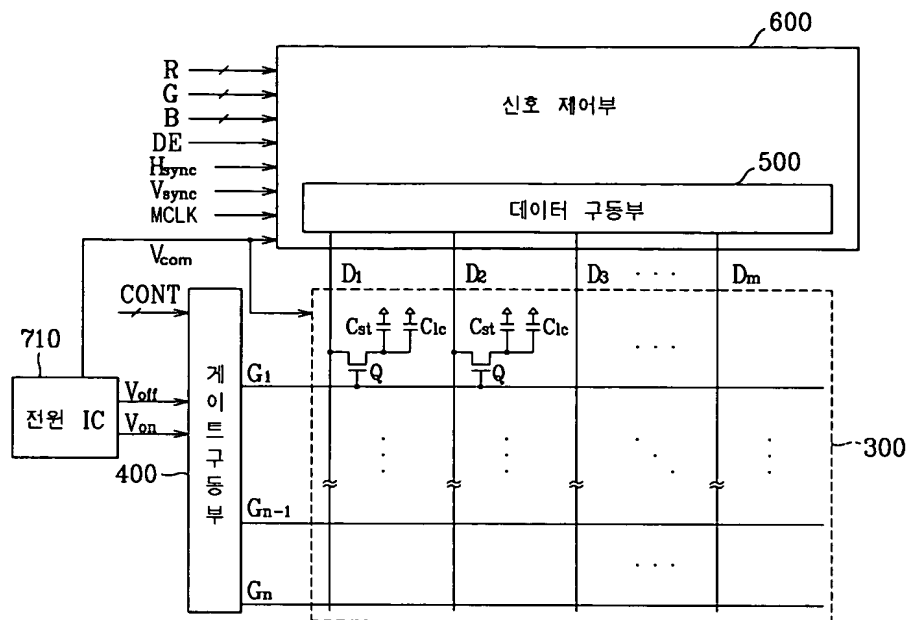 600
R
G
B
DE
Hsync
Vsync
MCLK
신호 제어부
500
데이터 구동부
Vcom
D1 D2 D3 · · · Dm
CONT
Cst Clc Cst Clc
· · ·
710
Q Q
G1
전원 IC
Voff
Von
게이트구동부
400
300
Gn-1
· · ·
Gn